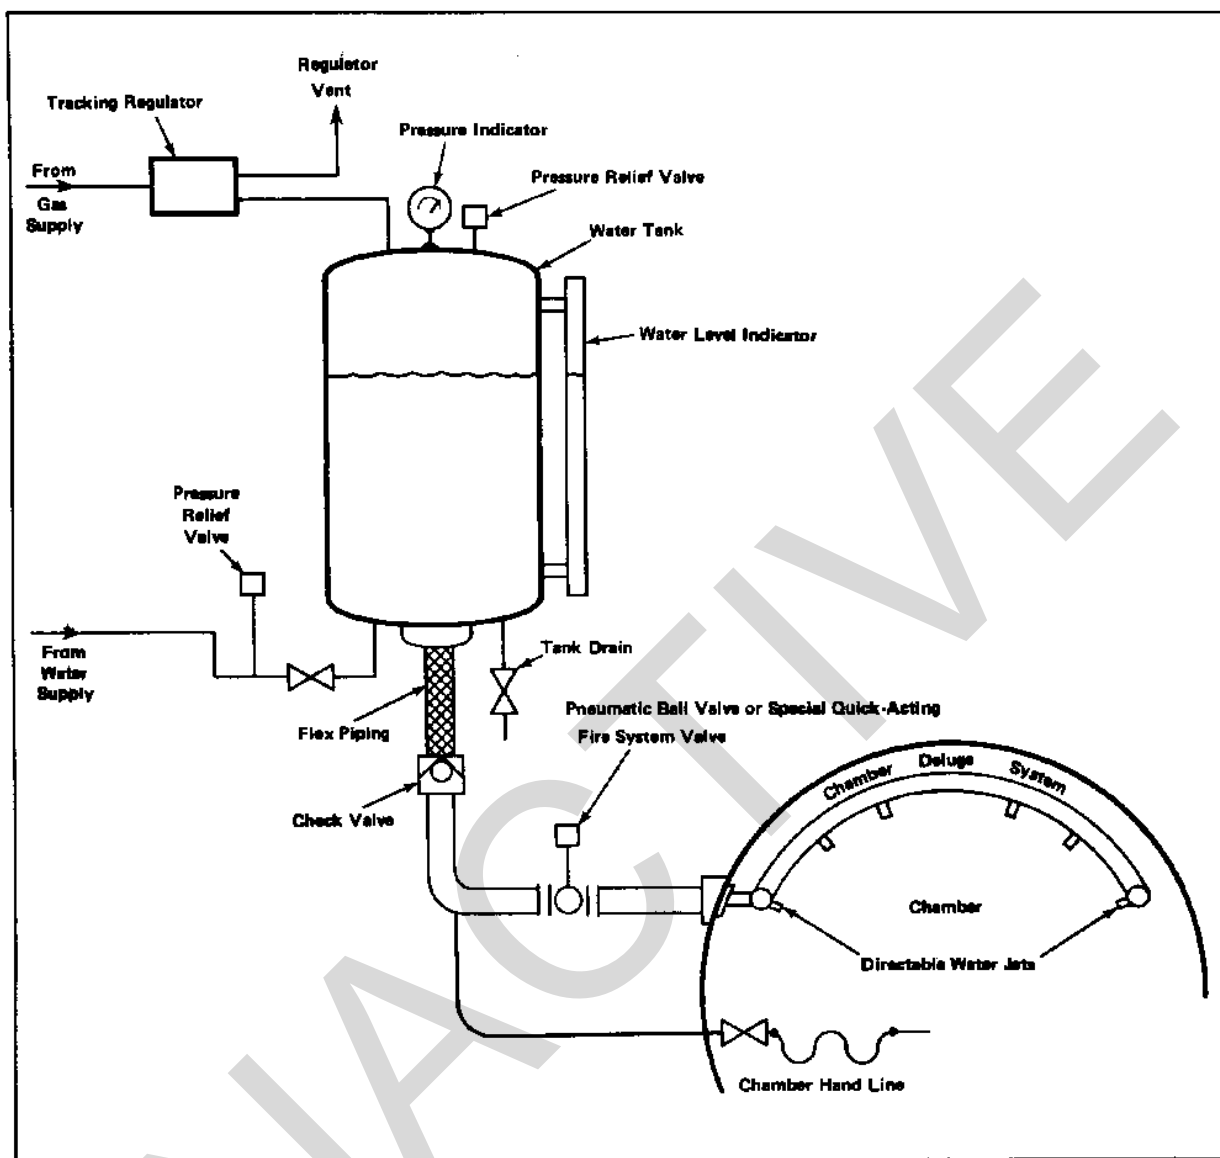 Regulator
Vent
Tracking Regulator
Pressure Indicator
From
Gas
Supply
Pressure Relief Valve
Water Tank
Water Level Indicator
Pressure
Relief
Valve
From
Water
Supply
Tank Drain
Flex Piping
Pneumatic Ball Valve or Special Quick-Acting
Fire System Valve
Check Valve
Chamber Deluge System
Chamber
Directable Water Jets
Chamber Hand Line
NACTIVE